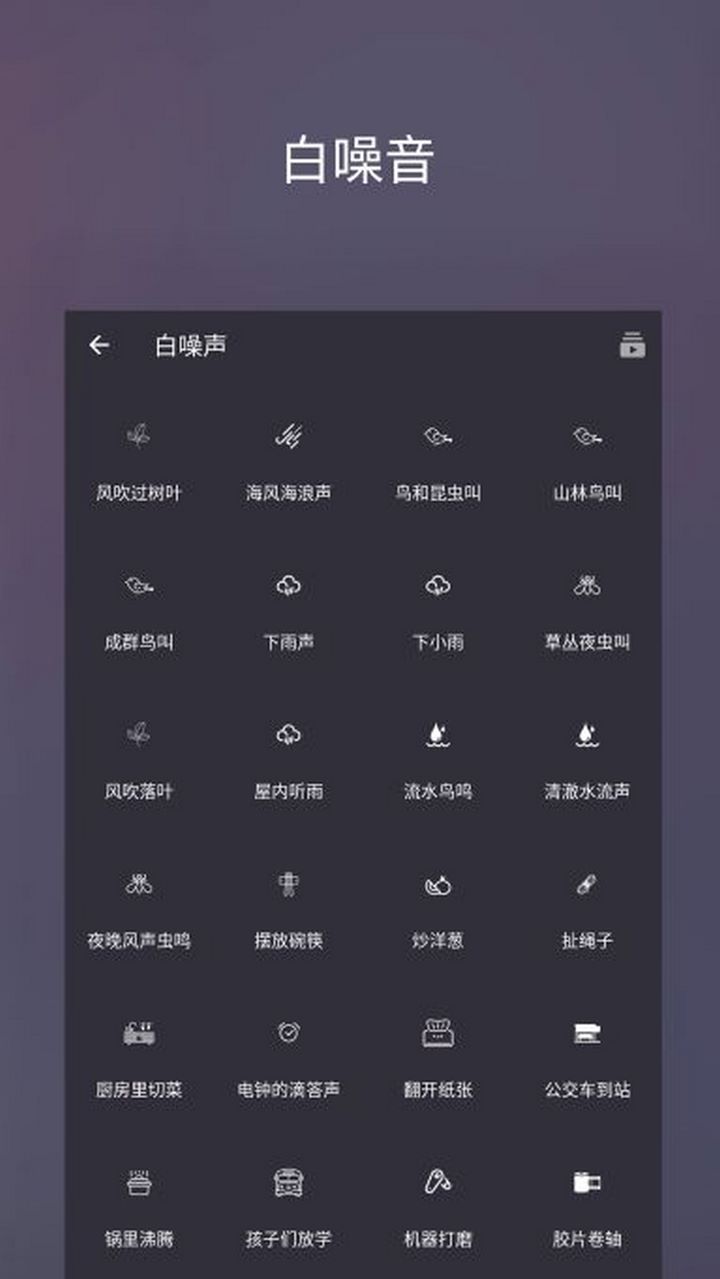 白噪音
白噪声
风吹过树叶 海风海浪声 鸟和昆虫叫 山林鸟叫
成群鸟叫 下雨声 下小雨 草丛夜虫叫
风吹落叶 屋内听雨 流水鸟鸣 清澈水流声
夜晚风声虫鸣 摆放碗筷 炒洋葱 扯绳子
厨房里切菜 电钟的滴答声 翻开纸张 公交车到站
锅里沸腾 孩子们放学 机器打磨 胶片卷轴